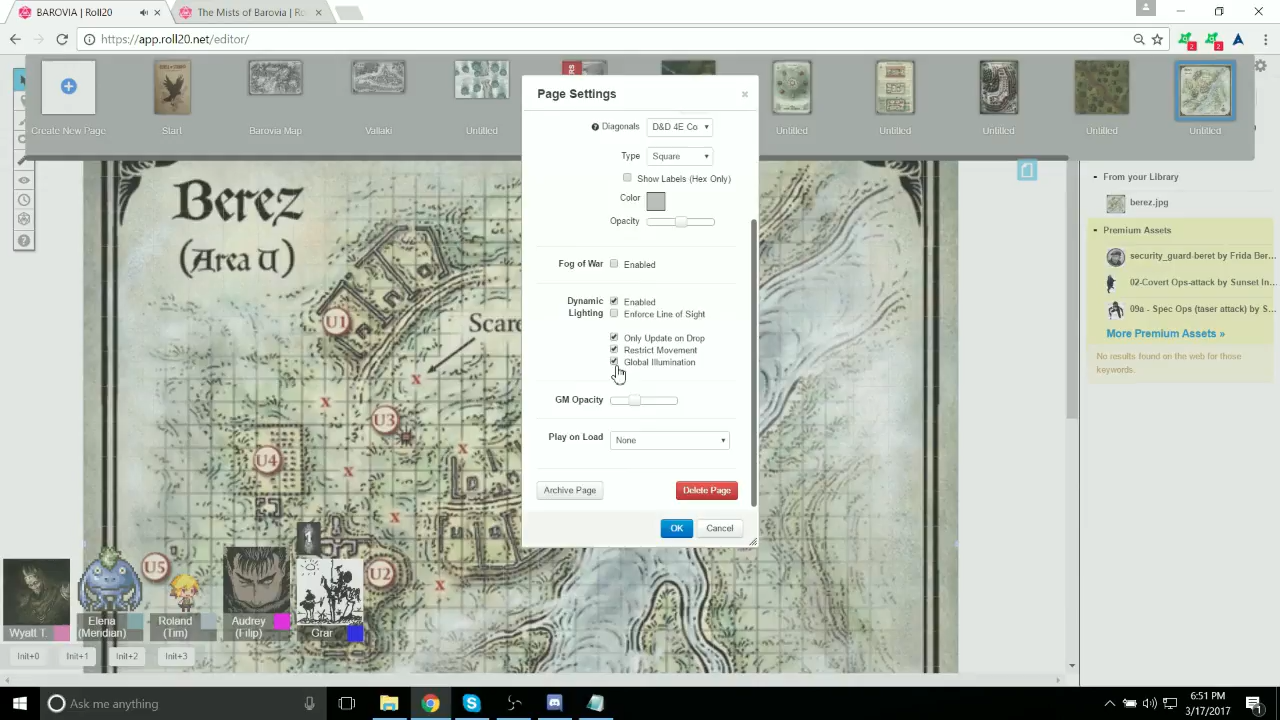 BAROVIA | Roll20
The Mists of Barovia | Ro
https://app.roll20.net/editor/
2
2
Create New Page
Start
Barovia Map
Vallaki
Untitled
Untitled
Untitled
Untitled
Untitled
Untitled
Page Settings
Diagonals
D&D 4E Co
Type
Square
Show Labels (Hex Only)
Color
Opacity
Fog of War
Enabled
Dynamic Lighting
Enabled
Enforce Line of Sight
Only Update on Drop
Restrict Movement
Global Illumination
GM Opacity
Play on Load
None
Archive Page
Delete Page
OK
Cancel
Berez
(Area U)
U1
Scare
U3
U4
U5
U2
1
x
x
x
x
x
x
Wyatt T.
Elena
(Meridian)
Roland
(Tim)
Audrey
(Filip)
Grar
Init+0
Init+1
Init+2
Init+3
From your Library
berez.jpg
Premium Assets
security_guard-beret by Frida Ber...
02-Covert Ops-attack by Sunset In...
09a - Spec Ops (taser attack) by S...
More Premium Assets »
No results found on the web for those
keywords.
Ask me anything
6:51 PM
3/17/2017
1